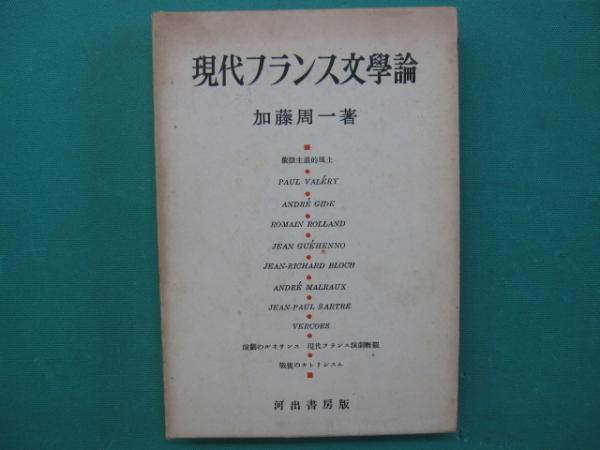 現代フランス文學論
加藤周一著
象徴主義的風土
PAUL VALÉRY
ANDRÉ GIDE
ROMAIN ROLLAND
JEAN GUÉHENNO
JEAN-RICHARD BLOCH
ANDRÉ MALRAUX
JEAN-PAUL SARTRE
VERCORS
演劇のルネサンス 現代フランス演劇概観
戦後のカトリシスム
河出書房版